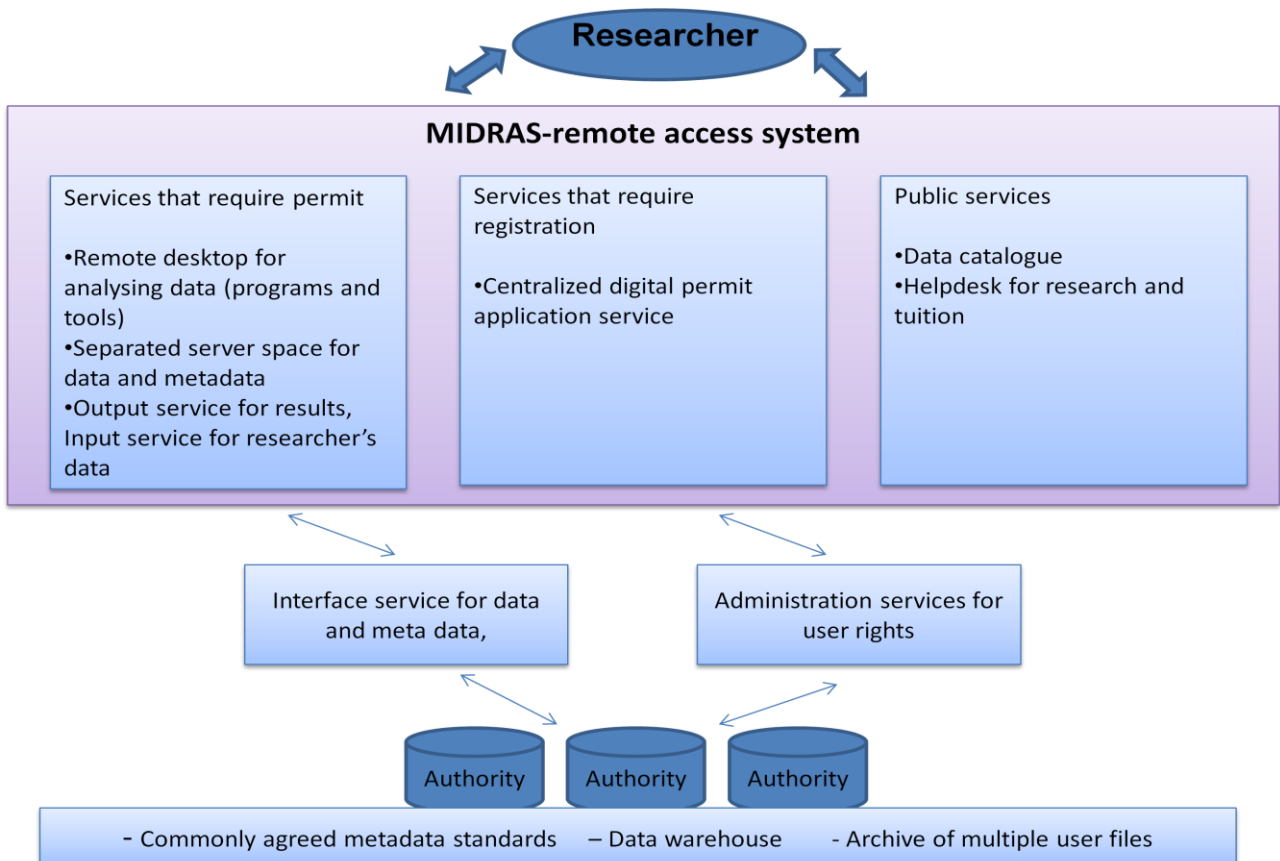 Researcher
MIDRAS-remote access system
Services that require permit
•Remote desktop for
analysing data (programs and
tools)
•Separated server space for
data and metadata
•Output service for results,
Input service for researcher’s
data
Services that require
registration
•Centralized digital permit
application service
Public services
•Data catalogue
•Helpdesk for research and
tuition
Interface service for data
and meta data,
Administration services for
user rights
Authority
Authority
Authority
- Commonly agreed metadata standards – Data warehouse - Archive of multiple user files